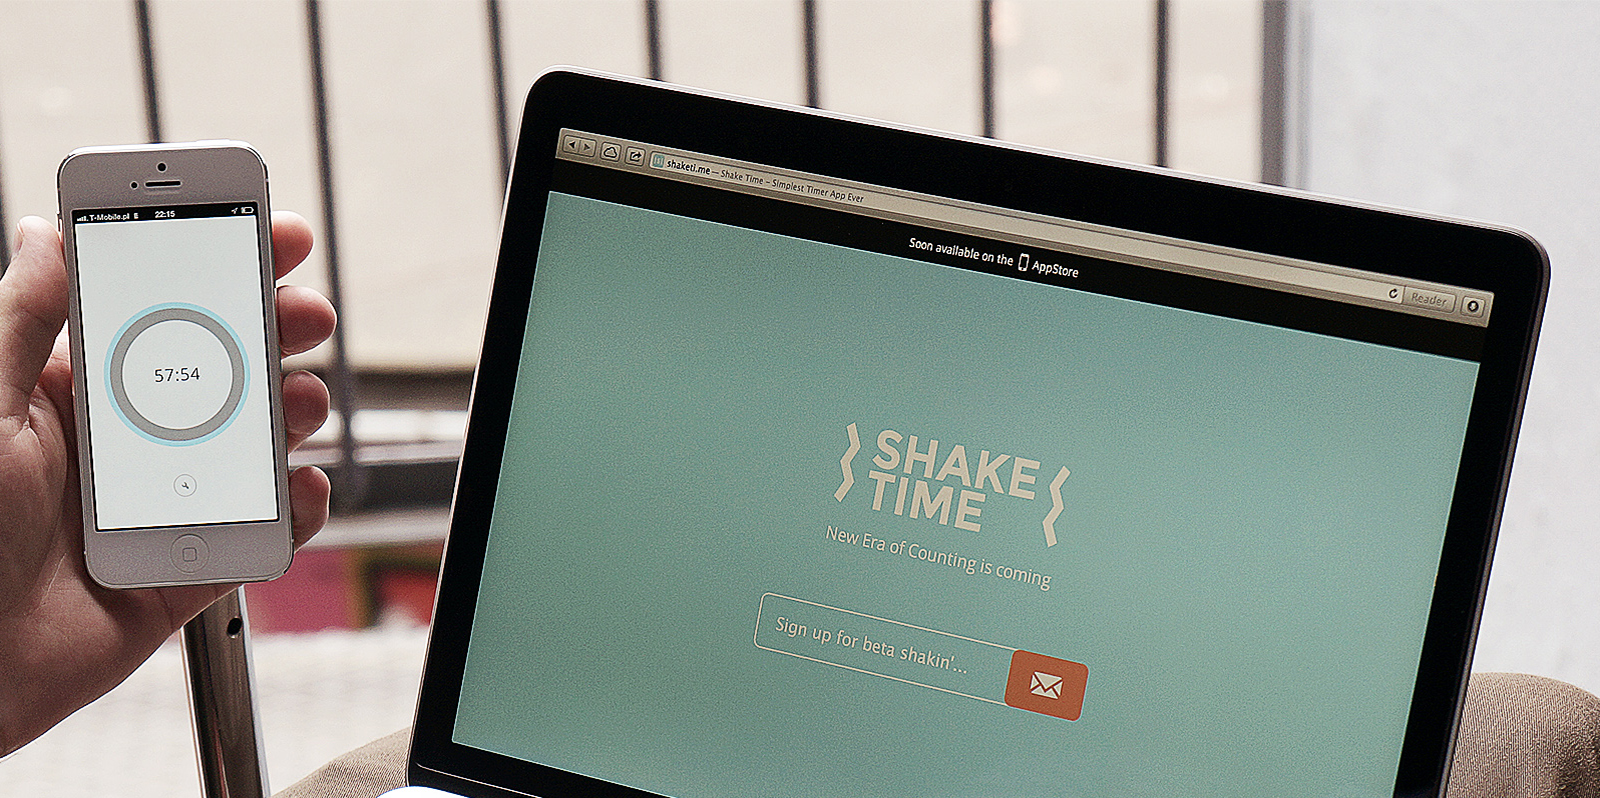 T-Mobile.pl
22:15
57:54
shaketi.me — Shake Time – Simplest Timer App Ever
Reader
Soon available on the AppStore
SHAKE
TIME
New Era of Counting is coming
Sign up for beta shakin'...